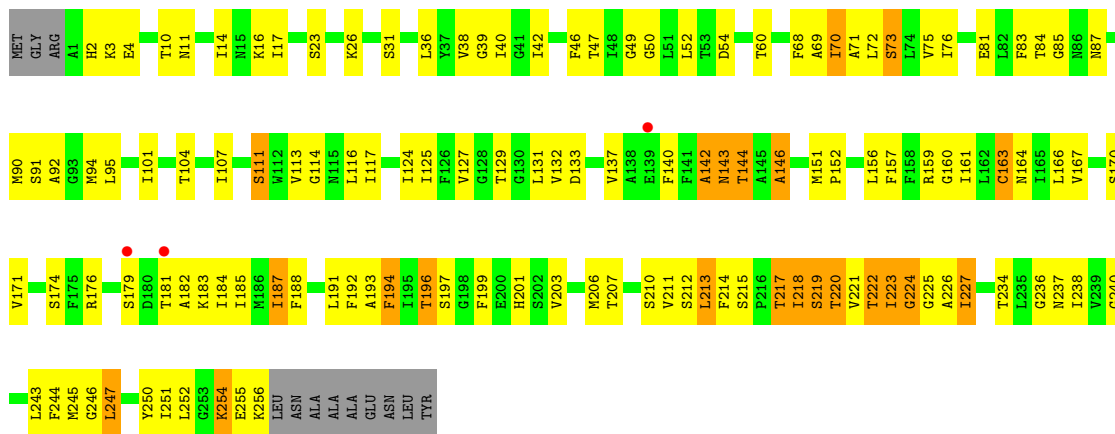 MET GLY ARG A1 H2 K3 E4 T10 N11 I14 N15 K16 I17 S23 K26 S31 L36 Y37 V38 G39 I40 G41 I42 F46 T47 I48 G49 G50 L51 L52 T53 D54 T60 F68 A69 I70 A71 L72 S73 L74 V75 I76 E81 L82 F83 T84 G85 N86 N87
M90 S91 A92 G93 M94 L95 I101 T104 I107 S111 W112 V113 G114 N115 L116 I117 I124 I125 F126 V127 G128 T129 G130 L131 V132 D133 V137 A138 E139 F140 F141 A142 N143 T144 A145 A146 M151 P152 L156 F157 F158 R159 G160 I161 L162 C163 N164 I165 L166 V167
V171 S174 F175 R176 S179 D180 T181 A182 K183 I184 I185 M186 I187 F188 L191 F192 A193 F194 I195 T196 S197 G198 F199 E200 H201 S202 V203 M206 T207 S210 V211 S212 L213 F214 S215 P216 T217 I218 S219 T220 V221 T222 I223 G224 G225 A226 I227 T234 L235 G236 N237 I238 V239
L243 F244 M245 G246 L247 Y250 I251 L252 G253 K254 E255 K256 LEU ASN ALA ALA ALA GLU ASN LEU TYR